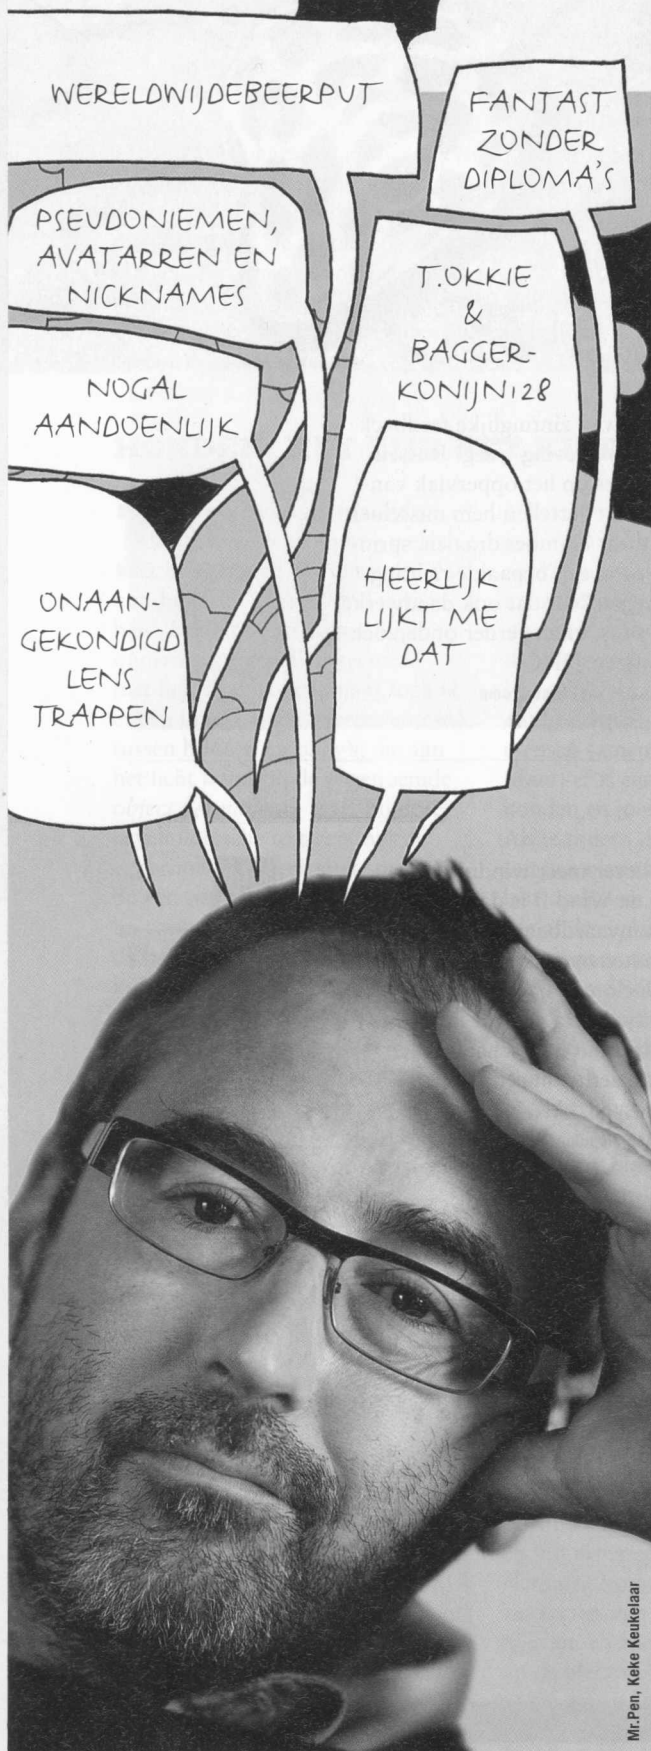 WERELDWIJDEBEERPUT
FANTAST
ZONDER
DIPLOMA'S
PSEUDONIEMEN,
AVATARREN EN
NICKNAMES
T.OKKIE
&
BAGGER-
KONIJN128
NOGAL
AANDOENLIJK
HEERLIJK
LIJKT ME
DAT
ONAAN-
GEKONDIGD
LENS
TRAPPEN
Mr.Pen, Keke Keukelaar